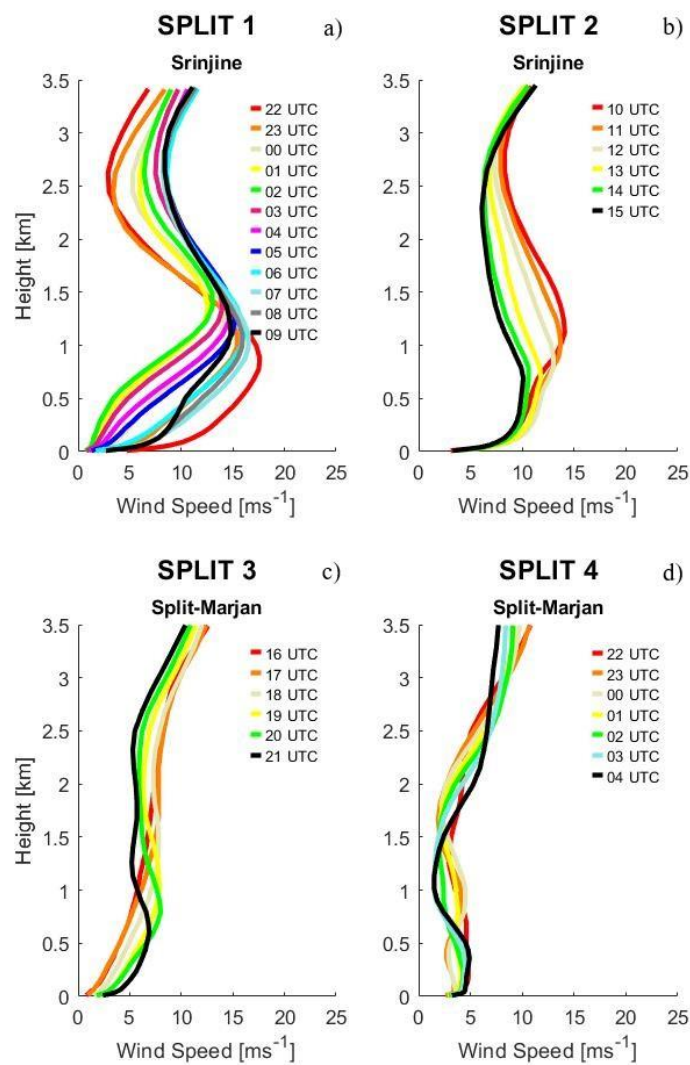 SPLIT 1
a)
Srinjine
3.5
3
2.5
2
1.5
1
0.5
0
Height [km]
22 UTC
23 UTC
00 UTC
01 UTC
02 UTC
03 UTC
04 UTC
05 UTC
06 UTC
07 UTC
08 UTC
09 UTC
0 5 10 15 20 25
Wind Speed [ms⁻¹]
SPLIT 2
b)
Srinjine
3.5
3
2.5
2
1.5
1
0.5
0
10 UTC
11 UTC
12 UTC
13 UTC
14 UTC
15 UTC
0 5 10 15 20 25
Wind Speed [ms⁻¹]
SPLIT 3
c)
Split-Marjan
3.5
3
2.5
2
1.5
1
0.5
0
Height [km]
16 UTC
17 UTC
18 UTC
19 UTC
20 UTC
21 UTC
0 5 10 15 20 25
Wind Speed [ms⁻¹]
SPLIT 4
d)
Split-Marjan
3.5
3
2.5
2
1.5
1
0.5
0
22 UTC
23 UTC
00 UTC
01 UTC
02 UTC
03 UTC
04 UTC
0 5 10 15 20 25
Wind Speed [ms⁻¹]